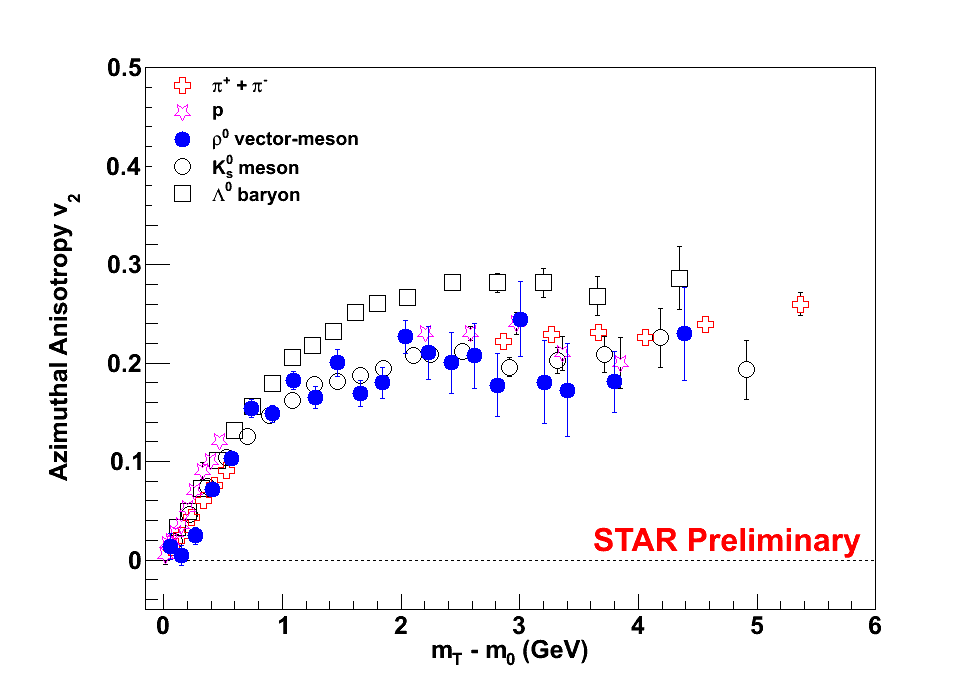 0.5
0.4
0.3
0.2
0.1
0
Azimuthal Anisotropy v₂
π⁺ + π⁻
p
ρ⁰ vector-meson
K⁰ₛ meson
Λ⁰ baryon
STAR Preliminary
0 1 2 3 4 5 6
m_T - m₀ (GeV)